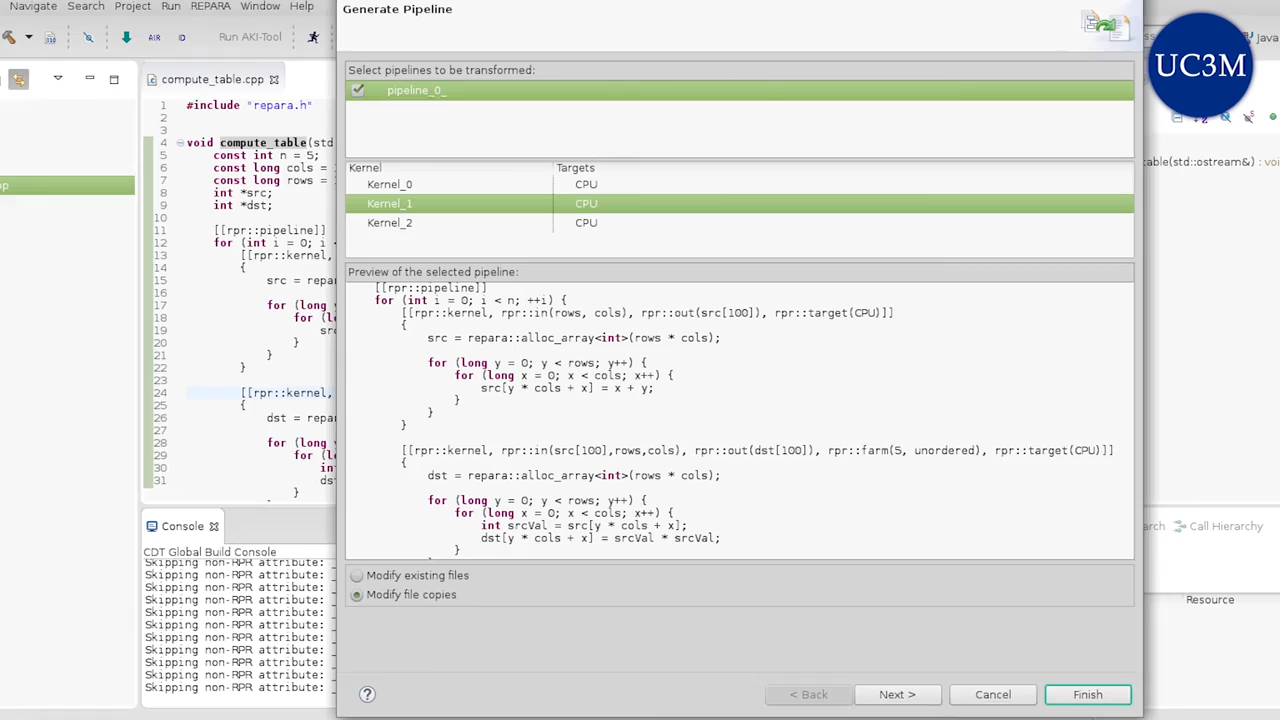 Navigate Search Project Run REPARA Window Help
Run AKI-Tool
Java
UC3M
compute_table.cpp
1 #include "repara.h"
2
3
4 void compute_table(std
5 const int n = 5;
6 const long cols =
7 const long rows =
8 int *src;
9 int *dst;
10
11 [[rpr::pipeline]]
12 for (int i = 0; i <
13 [[rpr::kernel,
14 {
15 src = repa
16
17 for (long
18 for (l
19 src
20 }
21 }
22 }
23
24 [[rpr::kernel,
25 {
26 dst = repa
27
28 for (long
29 for (l
30 int
31 dst
}
Generate Pipeline
Select pipelines to be transformed:
pipeline_0_
Kernel Targets
Kernel_0 CPU
Kernel_1 CPU
Kernel_2 CPU
Preview of the selected pipeline:
[[rpr::pipeline]]
for (int i = 0; i < n; ++i) {
[[rpr::kernel, rpr::in(rows, cols), rpr::out(src[100]), rpr::target(CPU)]]
{
src = repara::alloc_array<int>(rows * cols);
for (long y = 0; y < rows; y++) {
for (long x = 0; x < cols; x++) {
src[y * cols + x] = x + y;
}
}
}
[[rpr::kernel, rpr::in(src[100],rows,cols), rpr::out(dst[100]), rpr::farm(5, unordered), rpr::target(CPU)]]
{
dst = repara::alloc_array<int>(rows * cols);
for (long y = 0; y < rows; y++) {
for (long x = 0; x < cols; x++) {
int srcVal = src[y * cols + x];
dst[y * cols + x] = srcVal * srcVal;
}
Modify existing files
Modify file copies
? < Back Next > Cancel Finish
table(std::ostream&) : vo
arch Call Hierarchy
Resource
Console
CDT Global Build Console
Skipping non-RPR attribute:
Skipping non-RPR attribute:
Skipping non-RPR attribute:
Skipping non-RPR attribute:
Skipping non-RPR attribute:
Skipping non-RPR attribute:
Skipping non-RPR attribute:
Skipping non-RPR attribute:
Skipping non-RPR attribute:
Skipping non-RPR attribute:
Skipping non-RPR attribute: